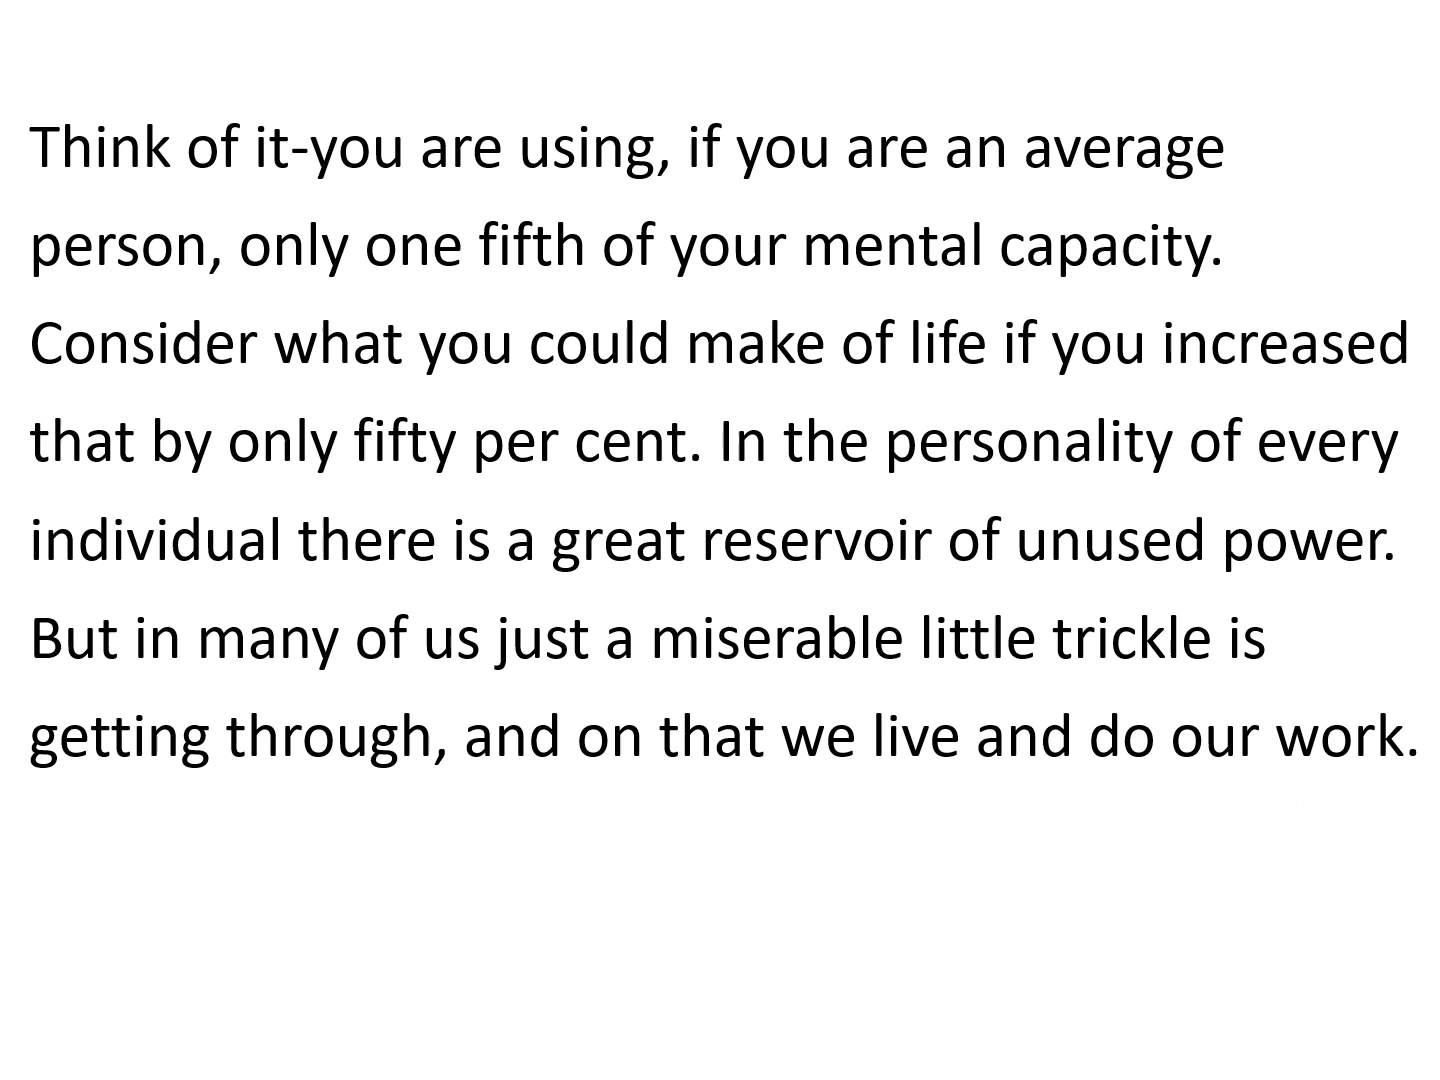 Think of it-you are using, if you are an average
person, only one fifth of your mental capacity.
Consider what you could make of life if you increased
that by only fifty per cent. In the personality of every
individual there is a great reservoir of unused power.
But in many of us just a miserable little trickle is
getting through, and on that we live and do our work.